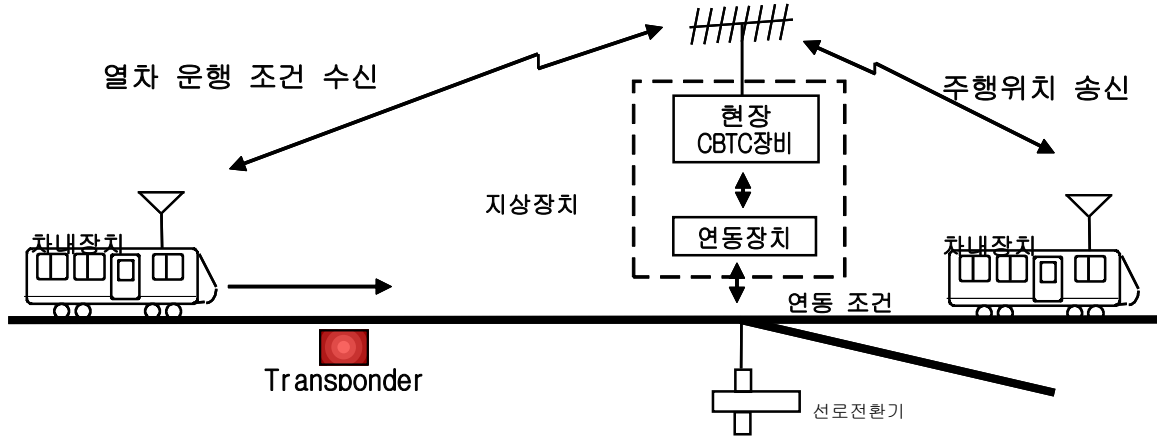 열차 운행 조건 수신
주행위치 송신
현장
CBTC장비
지상장치
연동장치
차내장치
차내장치
연동 조건
Transponder
선로전환기